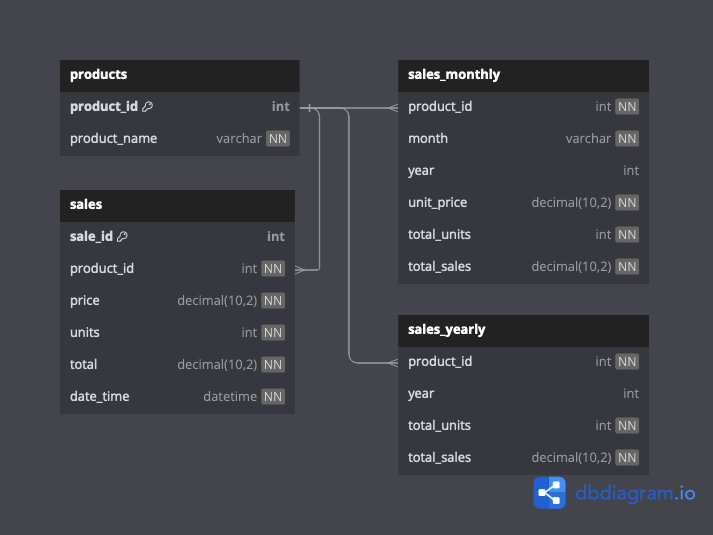 products
product_id int
product_name varchar NN
sales
sale_id int
product_id int NN
price decimal(10,2) NN
units int NN
total decimal(10,2) NN
date_time datetime NN
sales_monthly
product_id int NN
month varchar NN
year int
unit_price decimal(10,2) NN
total_units int NN
total_sales decimal(10,2) NN
sales_yearly
product_id int NN
year int
total_units int NN
total_sales decimal(10,2) NN
dbdiagram.io